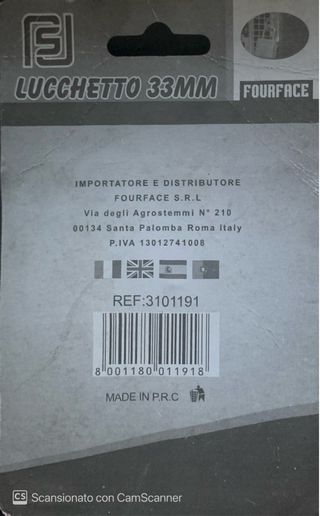 LUCCHETTO 33MM
FOURFACE
IMPORTATORE E DISTRIBUTORE
FOURFACE S.R.L
Via degli Agrostemmi N° 210
00134 Santa Palomba Roma Italy
P.IVA 13012741008
REF:3101191
8 001180 011918
MADE IN P.R.C
CS Scansionato con CamScanner